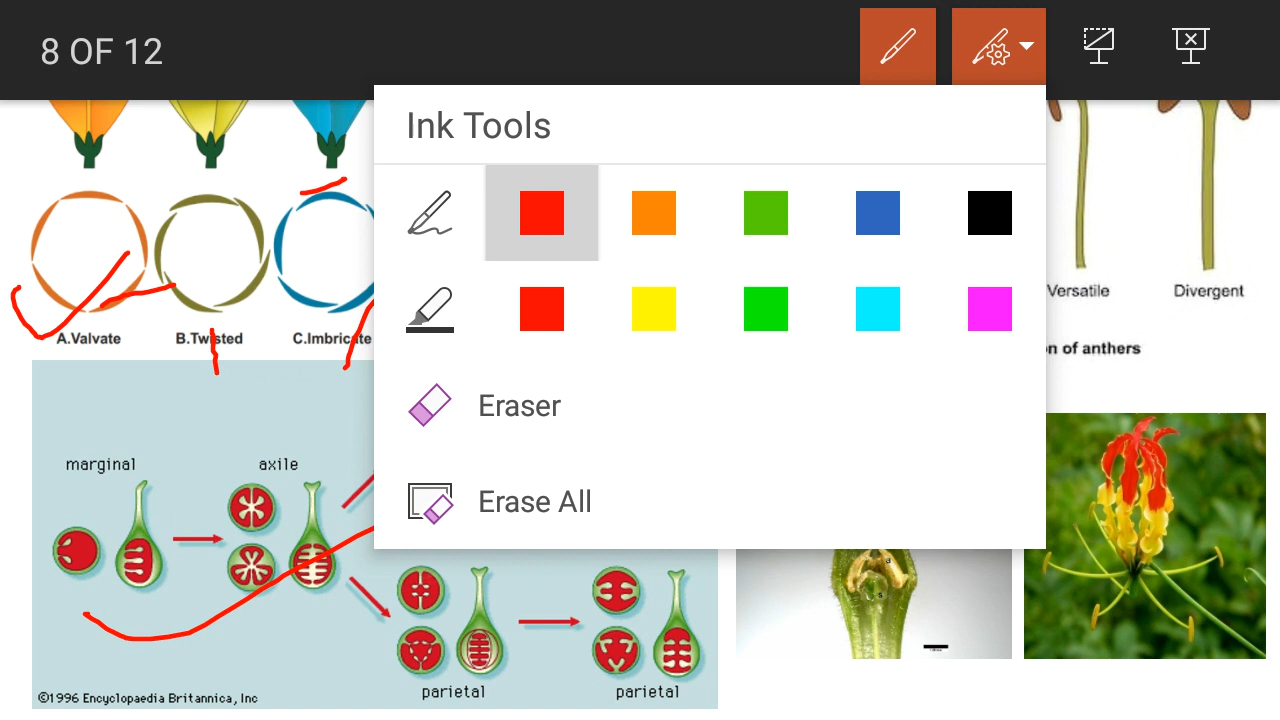 8 OF 12
Ink Tools
Eraser
Erase All
A.Valvate
B.Twisted
C.Imbricate
Versatile
Divergent
n of anthers
marginal
axile
parietal
parietal
©1996 Encyclopaedia Britannica, Inc